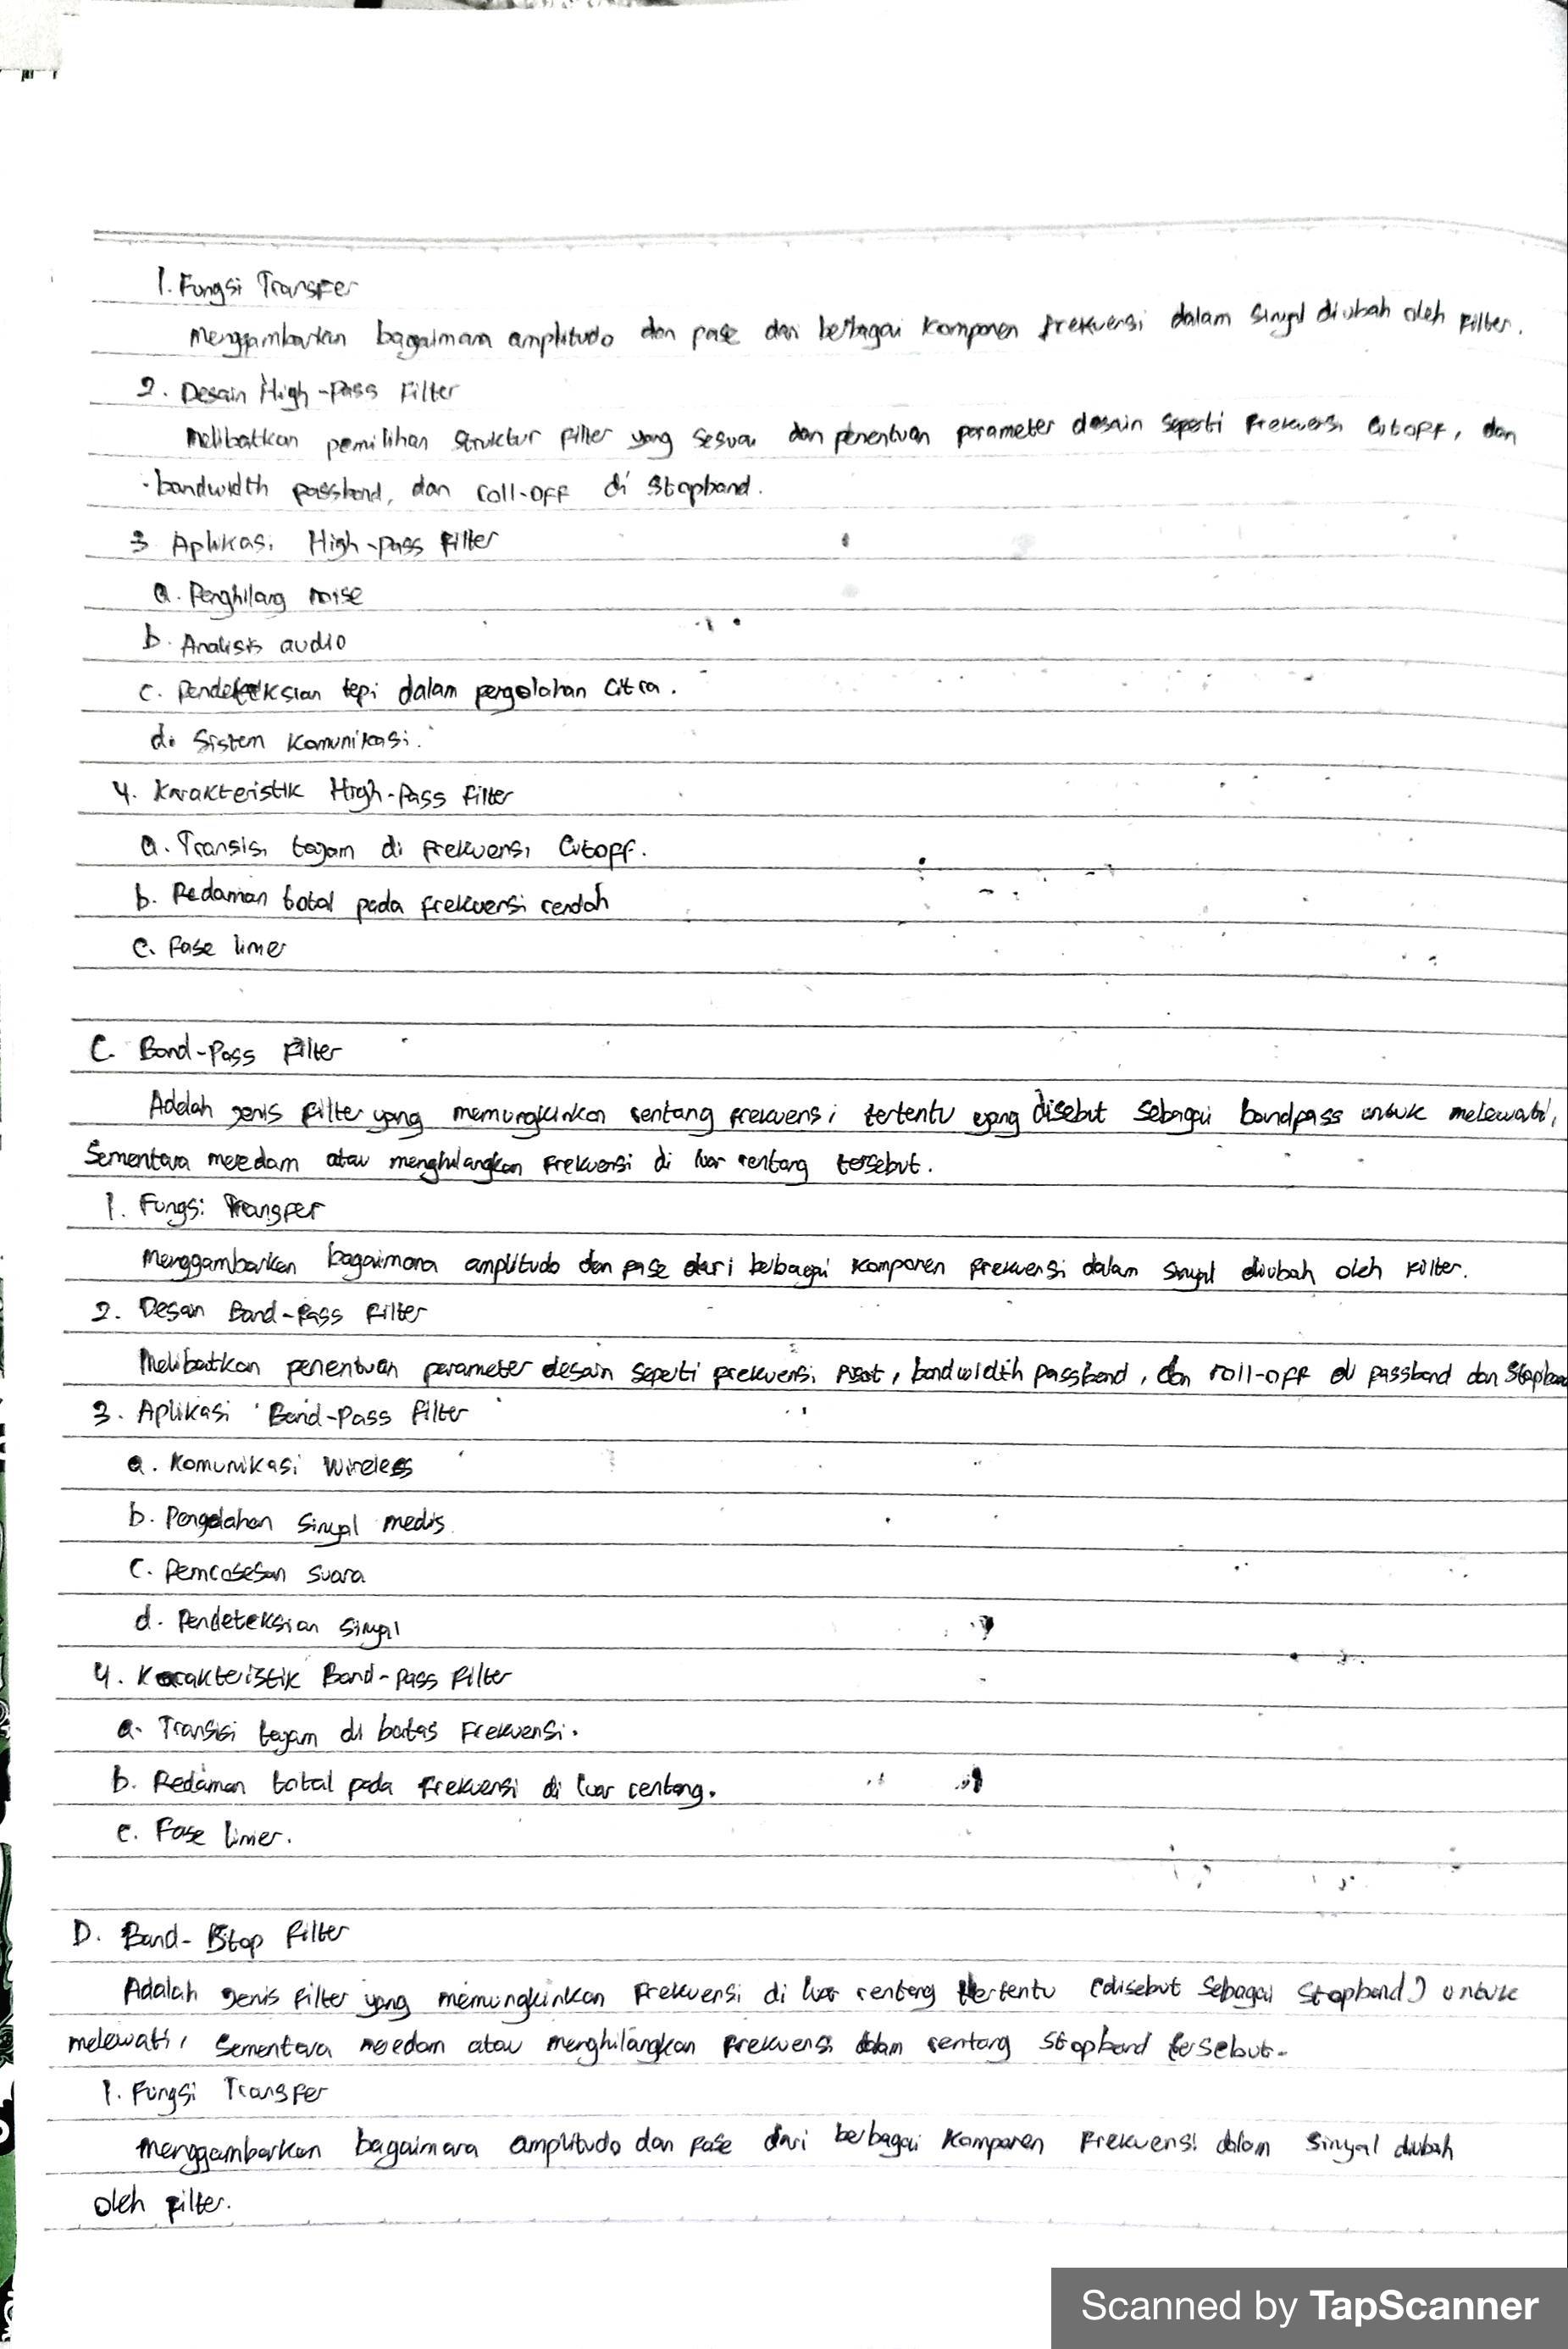 1. Fungsi Transfer
Menggambarkan bagaimana amplitudo dan fase dari berbagai komponen frekuensi dalam sinyal diubah oleh filter.
2. Desain High-Pass Filter
Melibatkan pemilihan struktur filter yang sesuai dan penentuan parameter desain seperti frekuensi cutoff, dan
bandwidth passband, dan roll-off di stopband.
3 Aplikasi High-Pass Filter
a. Penghilang noise
b. Analisis audio
c. Pendeteksian tepi dalam pengolahan citra.
d. Sistem Komunikasi.
4. Karakteristik High-Pass Filter
a. Transisi tajam di frekuensi Cutoff.
b. Redaman total pada frekuensi rendah
c. Fase linier
C. Band-Pass Filter
Adalah jenis filter yang memungkinkan rentang frekuensi tertentu yang disebut sebagai bandpass untuk melewati,
Sementara meredam atau menghilangkan frekuensi di luar rentang tersebut.
1. Fungsi Transfer
Menggambarkan bagaimana amplitudo dan fase dari berbagai komponen frekuensi dalam sinyal diubah oleh filter.
2. Desain Band-Pass Filter
Melibatkan penentuan parameter desain seperti frekuensi pusat, bandwidth passband, dan roll-off di passband dan stopband
3. Aplikasi Band-Pass Filter
a. Komunikasi Wireless
b. Pengolahan Sinyal medis
c. Pemrosesan suara
d. Pendeteksian sinyal
4. Karakteristik Band-Pass Filter
a. Transisi tajam di batas frekuensi.
b. Redaman total pada frekuensi di luar rentang.
c. Fase linier.
D. Band-Stop Filter
Adalah jenis filter yang memungkinkan frekuensi di luar rentang tertentu (disebut sebagai stopband) untuk
melewati, sementara meredam atau menghilangkan frekuensi dalam rentang stopband tersebut.
1. Fungsi Transfer
menggambarkan bagaimana amplitudo dan fase dari berbagai komponen frekuensi dalam sinyal diubah
oleh filter.
Scanned by TapScanner